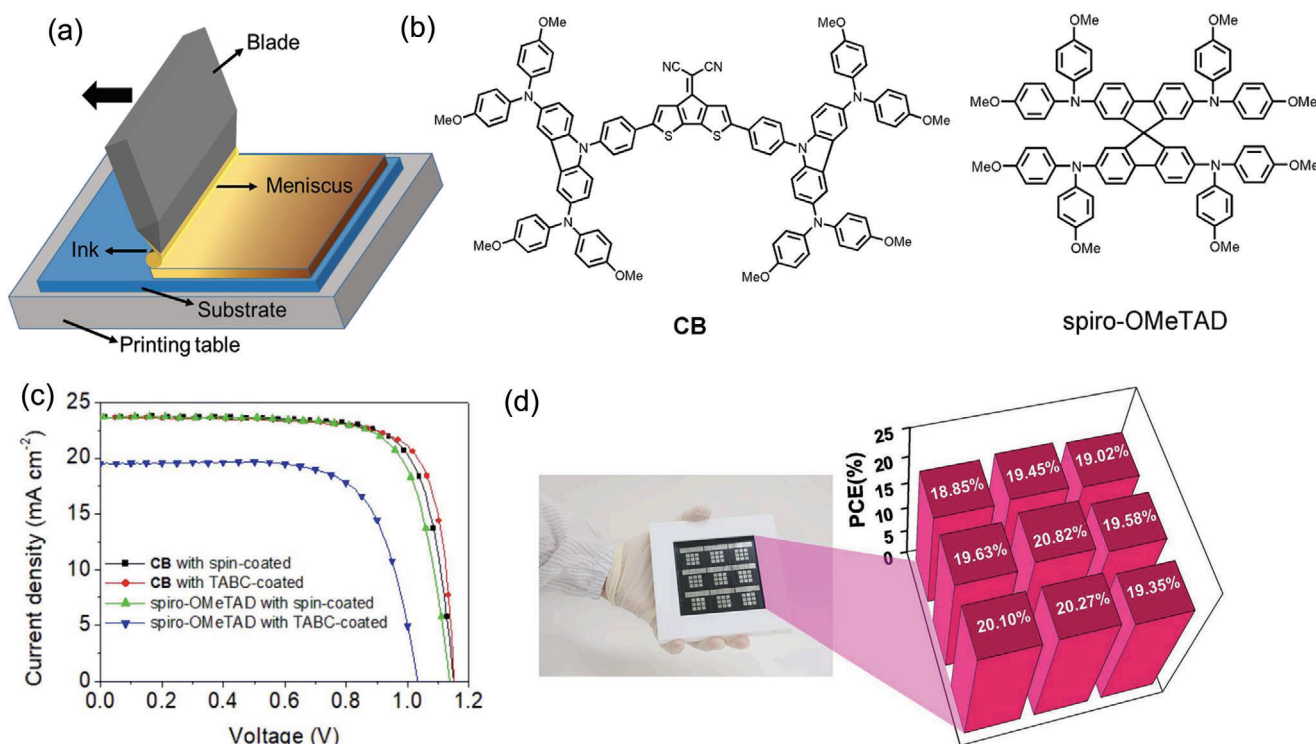 (a)
Blade
Meniscus
Ink
Substrate
Printing table
(b)
OMe
OMe
NC CN
MeO
N
N
OMe
MeO
N
S
S
N
OMe
MeO
N
N
OMe
MeO
OMe
MeO
OMe
CB
OMe
OMe
MeO
N
N
OMe
MeO
N
N
OMe
OMe
OMe
spiro-OMeTAD
(c)
25
20
15
10
5
0
0.0 0.2 0.4 0.6 0.8 1.0 1.2
Current density (mA cm-2)
Voltage (V)
CB with spin-coated
CB with TABC-coated
spiro-OMeTAD with spin-coated
spiro-OMeTAD with TABC-coated
(d)
PCE(%)
25
20
15
10
5
0
18.85% 19.45% 19.02%
19.63% 20.82% 19.58%
20.10% 20.27% 19.35%